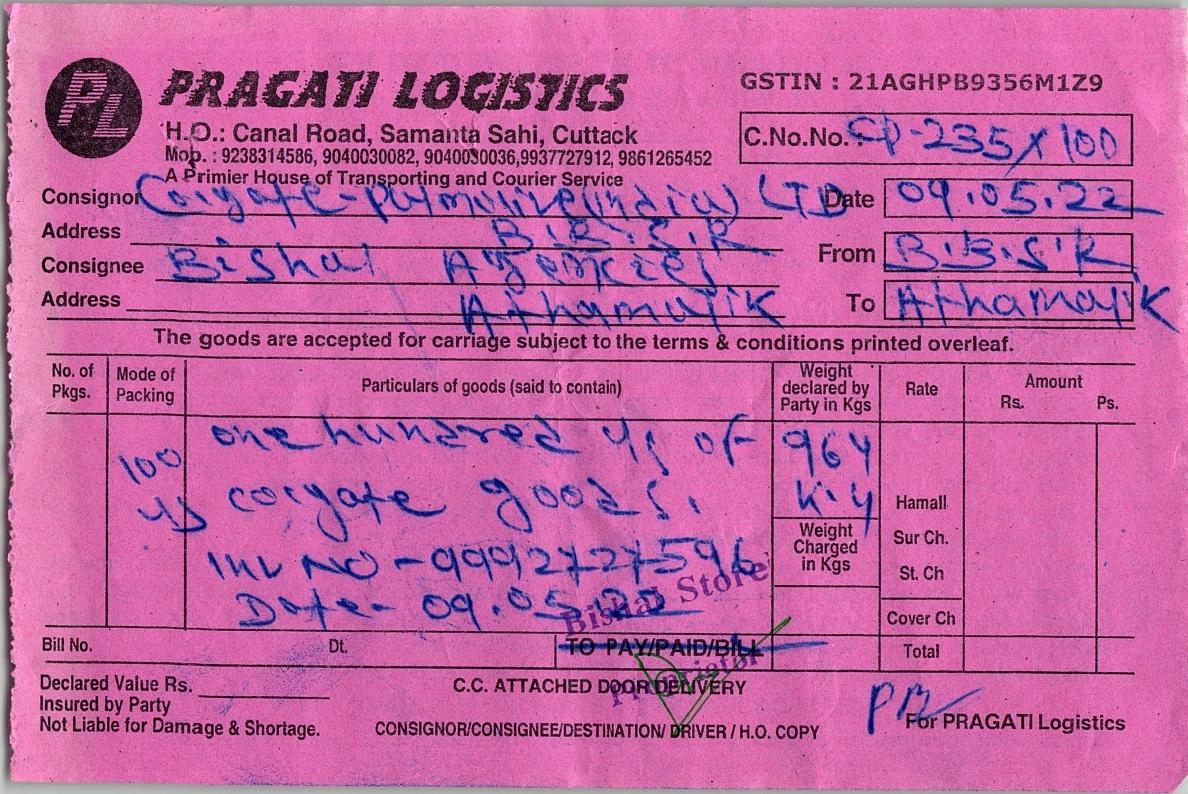 PL PRAGATI LOGISTICS
GSTIN : 21AGHPB9356M1Z9
H.O.: Canal Road, Samanta Sahi, Cuttack
C.No.No. : CP-235 X 100
Mob. : 9238314586, 9040030082, 9040030036,9937727912, 9861265452
A Primier House of Transporting and Courier Service
Consignor Colgate-Palmolive(India) LTD Date 09.05.22
Address B.B.S.R From B.B.S.R
Consignee Bishal Agencies
Address Athamalik To Athamalik
The goods are accepted for carriage subject to the terms & conditions printed overleaf.
No. of Pkgs. Mode of Packing Particulars of goods (said to contain) Weight declared by Party in Kgs Rate Amount Rs. Ps.
100 one hundred of 964
colgate goods. K.g
Hamall
Inv NO - 9992727596 Weight Charged in Kgs Sur Ch.
St. Ch
Date - 09.05.22
Bishal Store
Cover Ch
Bill No. Dt. TO PAY/PAID/BILL Total
Proprietor
Declared Value Rs.
C.C. ATTACHED DOOR DELIVERY
Insured by Party
PB
Not Liable for Damage & Shortage. CONSIGNOR/CONSIGNEE/DESTINATION/ DRIVER / H.O. COPY For PRAGATI Logistics